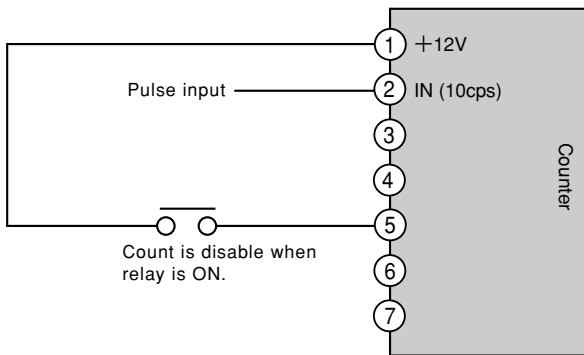 1 +12V
Pulse input 2 IN (10cps)
3
4
5
Count is disable when
relay is ON.
6
7
Counter